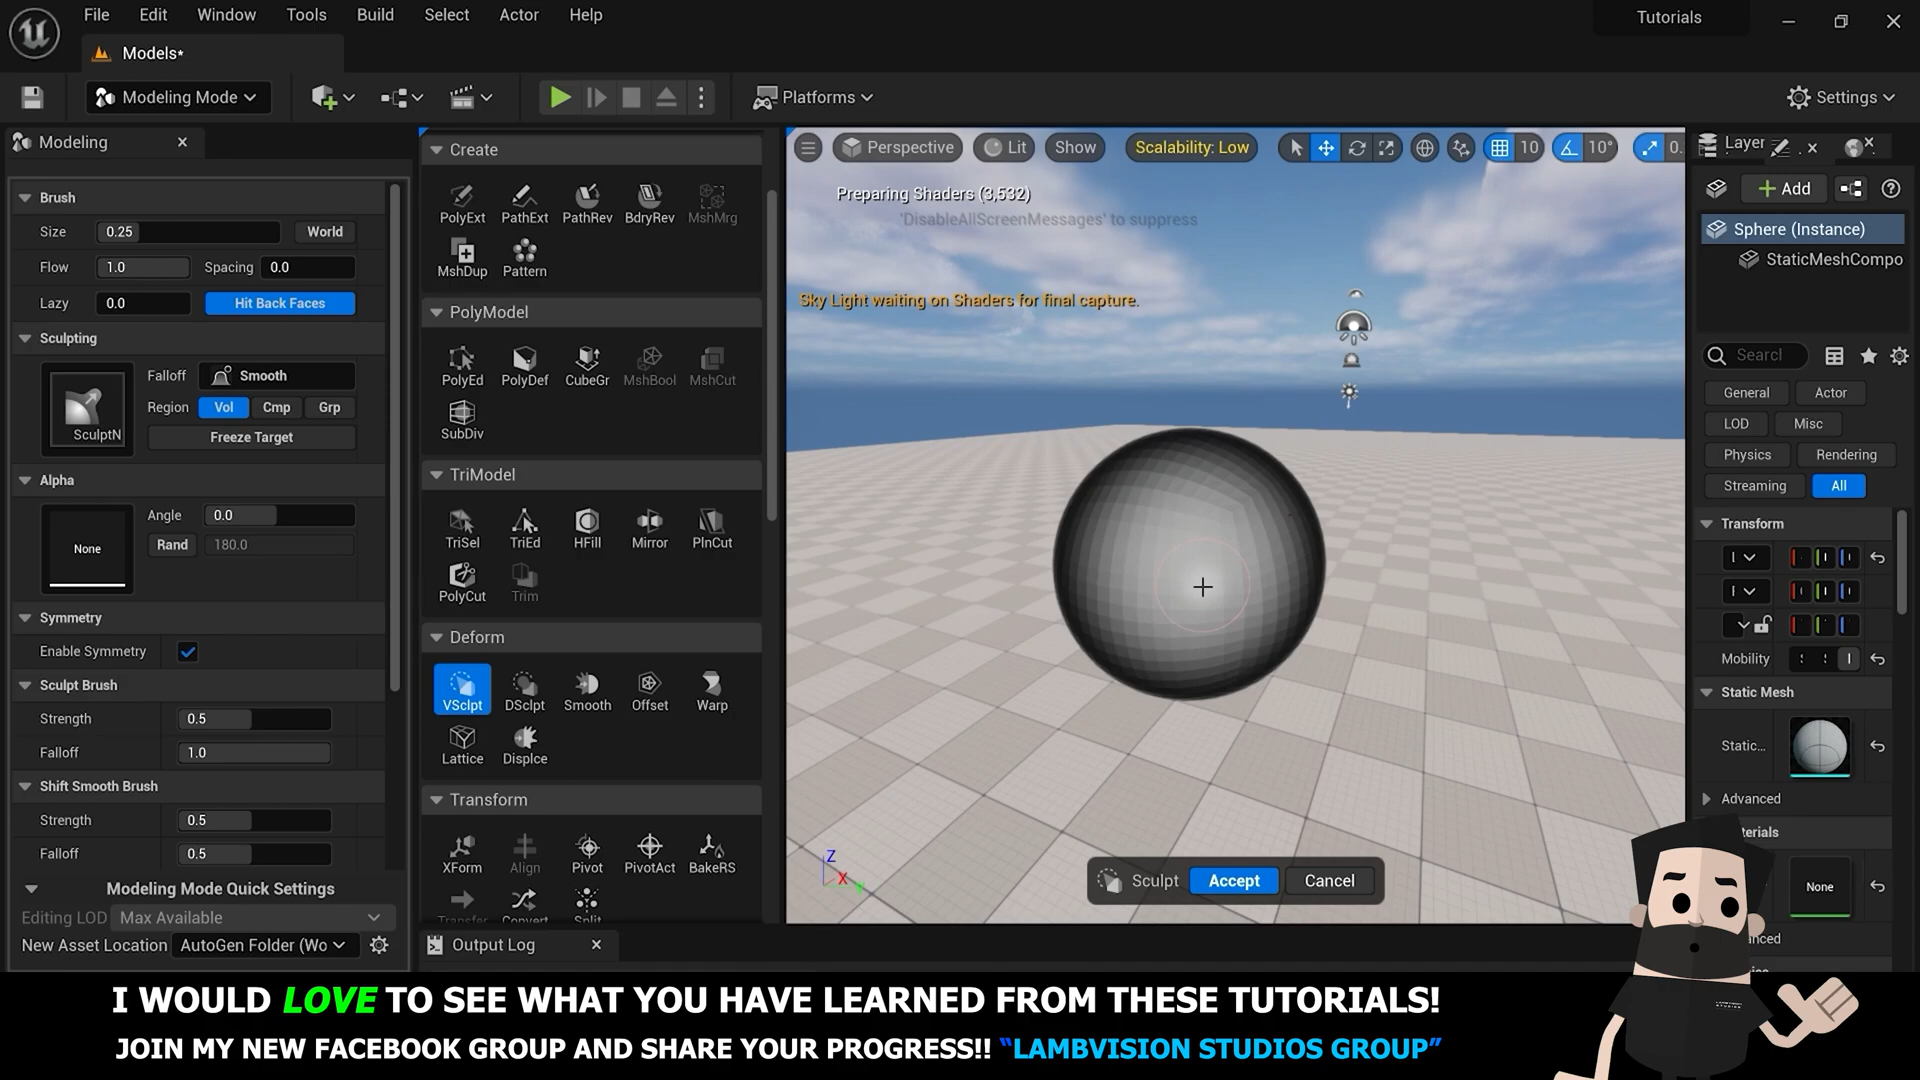 File Edit Window Tools Build Select Actor Help Tutorials
Models*
Modeling Mode Platforms Settings
Modeling
Brush
Size 0.25 World
Flow 1.0 Spacing 0.0
Lazy 0.0 Hit Back Faces
Sculpting
Falloff Smooth
Region Vol Cmp Grp
SculptN
Freeze Target
Alpha
Angle 0.0
None
Rand 180.0
Symmetry
Enable Symmetry
Sculpt Brush
Strength 0.5
Falloff 1.0
Shift Smooth Brush
Strength 0.5
Falloff 0.5
Modeling Mode Quick Settings
Editing LOD Max Available
New Asset Location AutoGen Folder (Wo
Create
PolyExt PathExt PathRev BdryRev MshMrg
MshDup Pattern
PolyModel
PolyEd PolyDef CubeGr MshBool MshCut
SubDiv
TriModel
TriSel TriEd HFill Mirror PlnCut
PolyCut Trim
Deform
VSclpt DSclpt Smooth Offset Warp
Lattice Displce
Transform
XForm Align Pivot PivotAct BakeRS
Transfer Convert Split
Output Log
Perspective Lit Show Scalability: Low 10 10° 0.
Preparing Shaders (3,532)
'DisableAllScreenMessages' to suppress
Sky Light waiting on Shaders for final capture.
Z
X
Y
Sculpt Accept Cancel
Layer
Add
Sphere (Instance)
StaticMeshCompo
Searcl
General Actor
LOD Misc
Physics Rendering
Streaming All
Transform
Mobility
Static Mesh
Static...
Advanced
terials
None
nced
I WOULD LOVE TO SEE WHAT YOU HAVE LEARNED FROM THESE TUTORIALS!
JOIN MY NEW FACEBOOK GROUP AND SHARE YOUR PROGRESS!! "LAMBVISION STUDIOS GROUP"